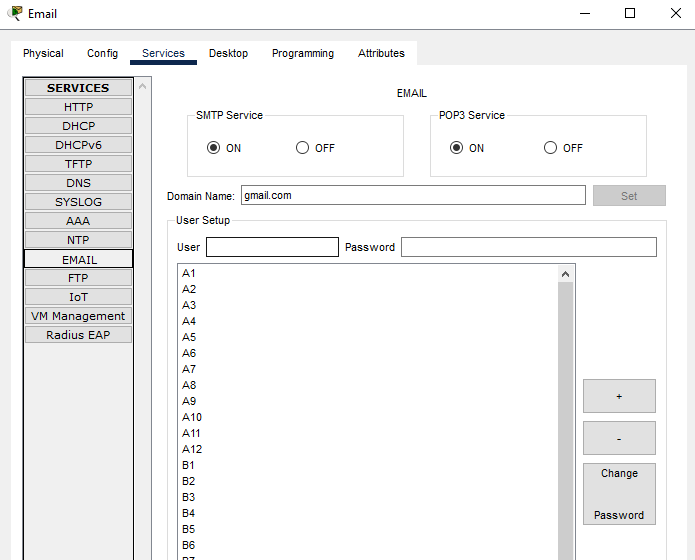 Email
Physical Config Services Desktop Programming Attributes
SERVICES
HTTP
DHCP
DHCPv6
TFTP
DNS
SYSLOG
AAA
NTP
EMAIL
FTP
IoT
VM Management
Radius EAP
EMAIL
SMTP Service
ON OFF
POP3 Service
ON OFF
Domain Name: gmail.com Set
User Setup
User Password
A1
A2
A3
A4
A5
A6
A7
A8
A9
A10
A11
A12
B1
B2
B3
B4
B5
B6
+
-
Change
Password